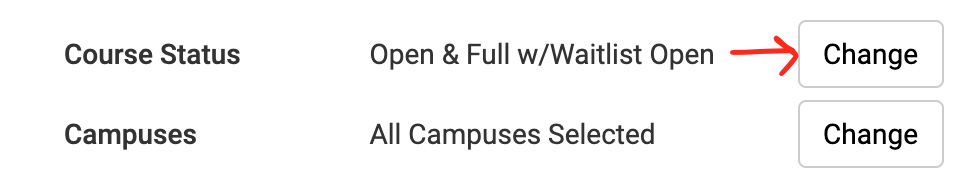 Course Status Open & Full w/Waitlist Open Change
Campuses All Campuses Selected Change